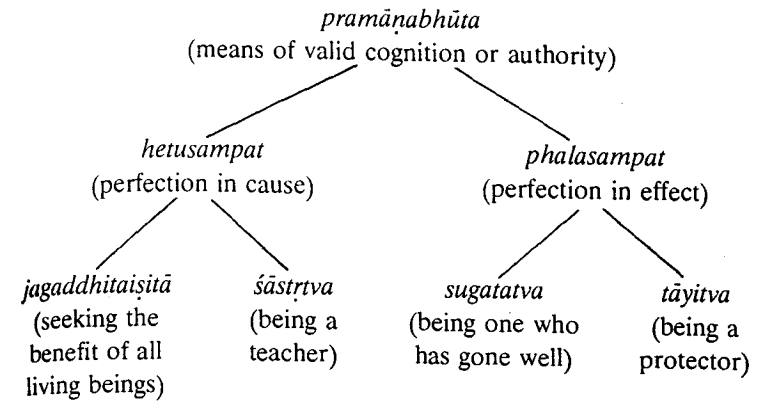 pramāṇabhūta
(means of valid cognition or authority)
hetusampat
(perfection in cause)
phalasampat
(perfection in effect)
jagaddhitaiṣitā
(seeking the
benefit of all
living beings)
śāstṛtva
(being a
teacher)
sugatatva
(being one who
has gone well)
tāyitva
(being a
protector)